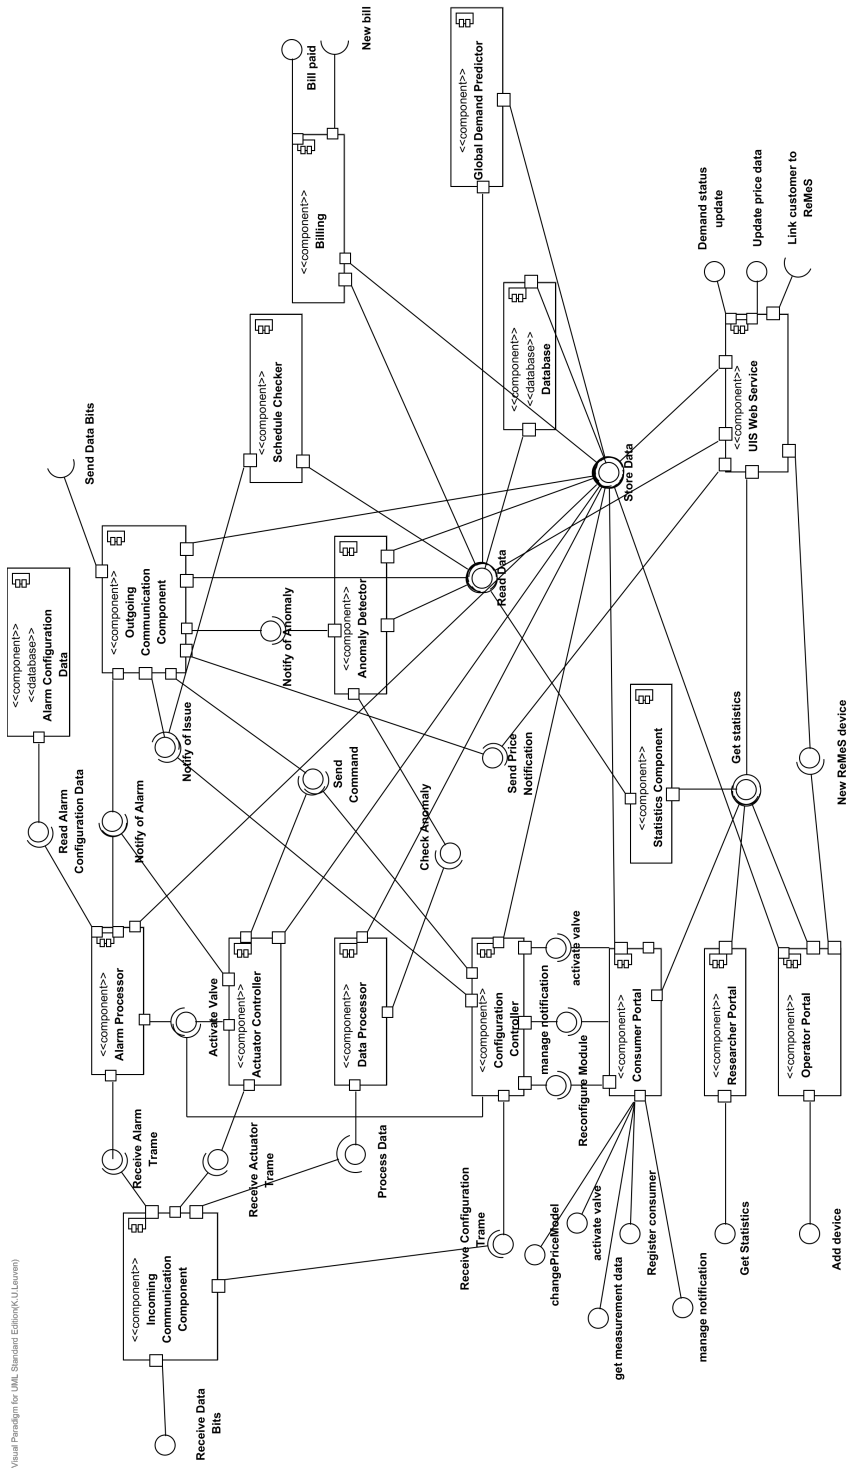 Visual Paradigm for UML Standard Edition(K.U.Leuven)
Receive Data
Bits
<<component>>
Incoming
Communication
Component
Receive Alarm
Trame
Receive Actuator
Trame
Process Data
Receive Configuration
Trame
changePriceModel
activate valve
get measurement data
Register consumer
manage notification
Get Statistics
Add device
<<component>>
Alarm Processor
Activate Valve
<<component>>
Actuator Controller
<<component>>
Data Processor
<<component>>
Configuration
Controller
manage notification
activate valve
Reconfigure Module
<<component>>
Consumer Portal
<<component>>
Researcher Portal
<<component>>
Operator Portal
Read Alarm
Configuration Data
Notify of Alarm
Notify of Issue
Send
Command
Check Anomaly
Send Price
Notification
<<component>>
Statistics Component
Get statistics
New ReMeS device
<<component>>
<<database>>
Alarm Configuration
Data
<<component>>
Outgoing
Communication
Component
Notify of Anomaly
<<component>>
Anomaly Detector
Read Data
Store Data
Send Data Bits
<<component>>
Schedule Checker
<<component>>
<<database>>
Database
<<component>>
UIS Web Service
<<component>>
Billing
<<component>>
Global Demand Predictor
Bill paid
New bill
Demand status
update
Update price data
Link customer to
ReMeS